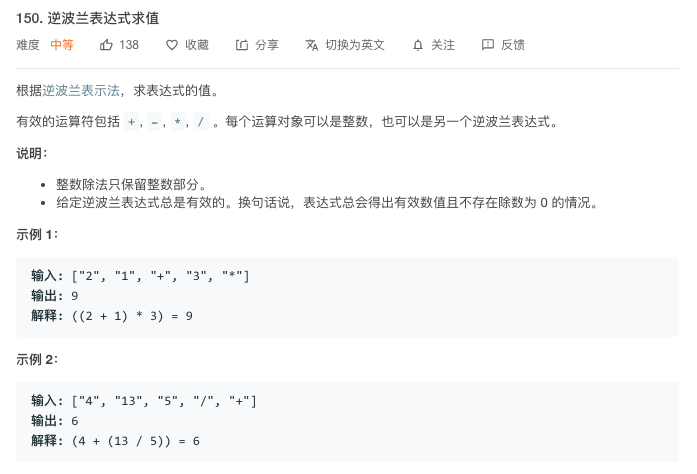 150. 逆波兰表达式求值
难度 中等 138 收藏 分享 切换为英文 关注 反馈
根据逆波兰表示法，求表达式的值。
有效的运算符包括 +, -, *, / 。每个运算对象可以是整数，也可以是另一个逆波兰表达式。
说明：
• 整数除法只保留整数部分。
• 给定逆波兰表达式总是有效的。换句话说，表达式总会得出有效数值且不存在除数为 0 的情况。
示例 1：
输入: ["2", "1", "+", "3", "*"]
输出: 9
解释: ((2 + 1) * 3) = 9
示例 2：
输入: ["4", "13", "5", "/", "+"]
输出: 6
解释: (4 + (13 / 5)) = 6